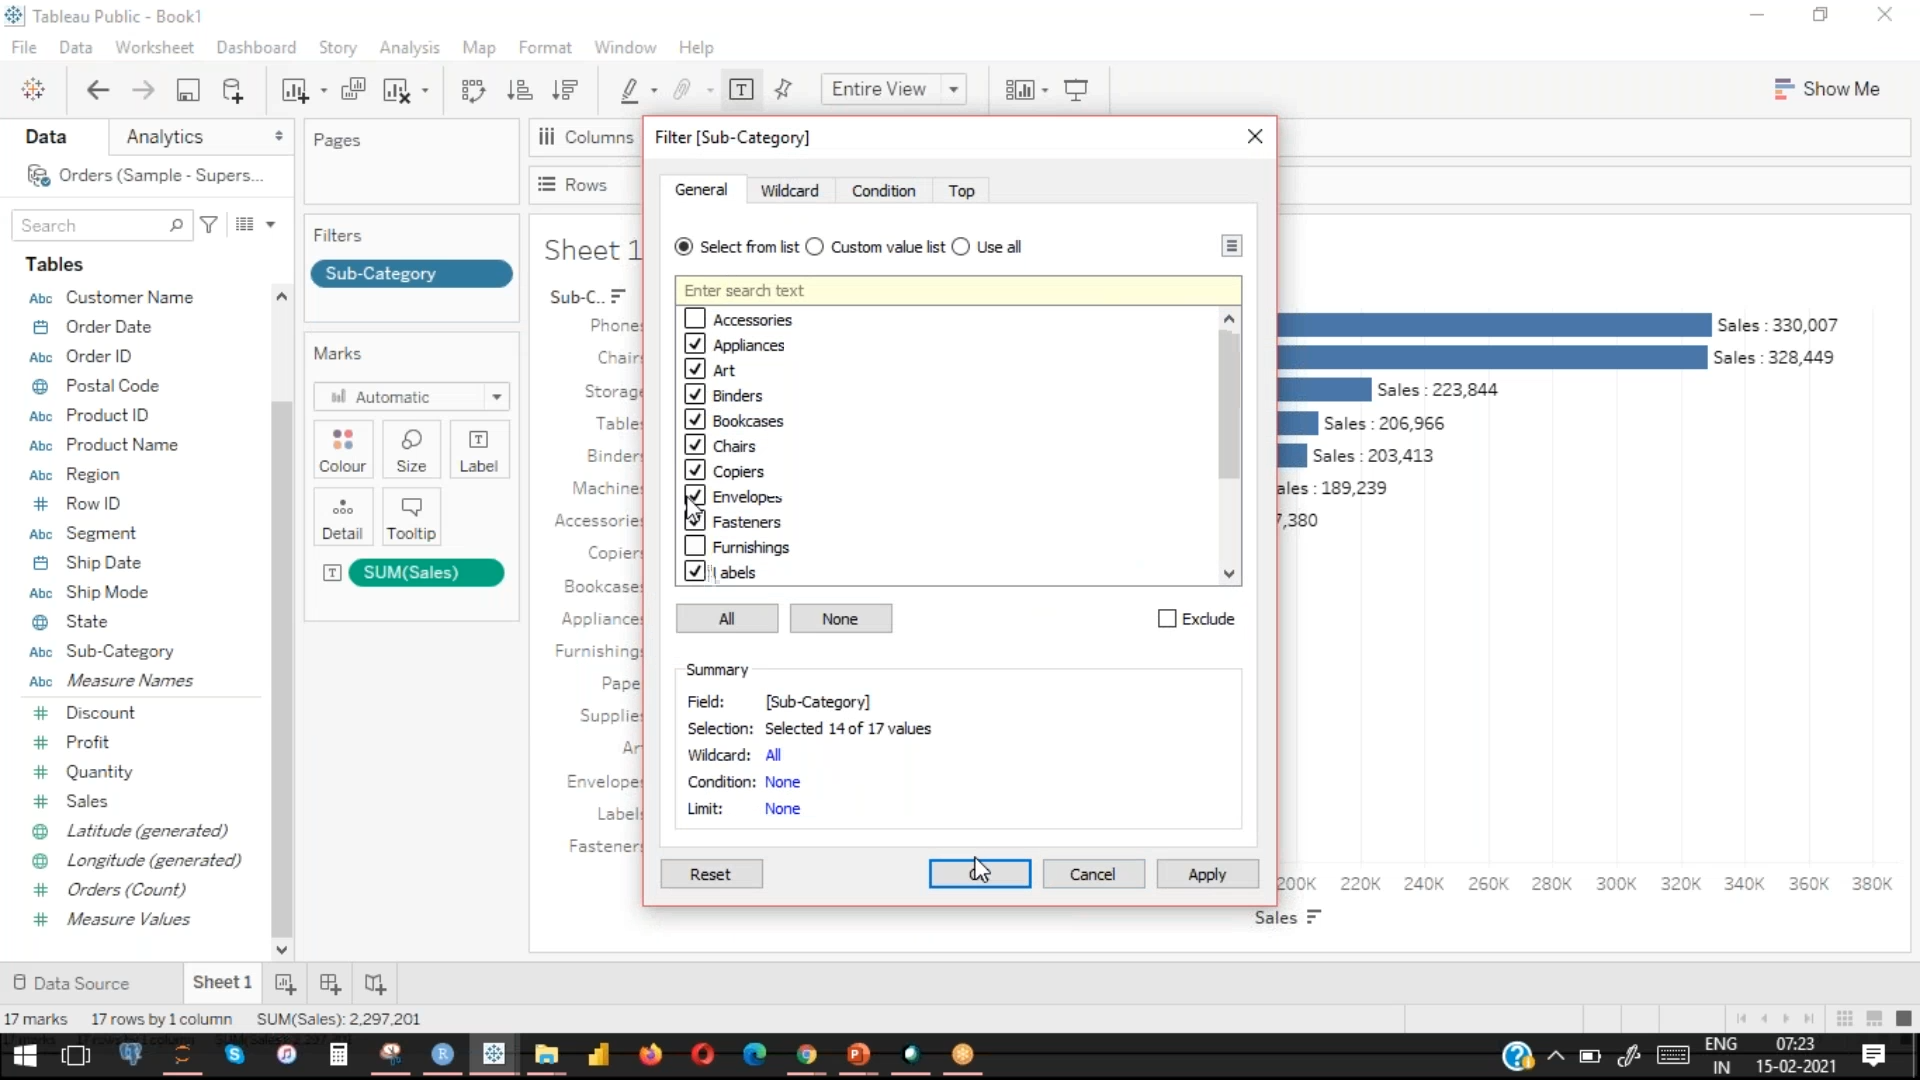 Tableau Public - Book1
File Data Worksheet Dashboard Story Analysis Map Format Window Help
Entire View
Show Me
Data Analytics
Orders (Sample - Supers...
Search
Tables
Abc Customer Name
Order Date
Abc Order ID
Postal Code
Abc Product ID
Abc Product Name
Abc Region
# Row ID
Abc Segment
Ship Date
Abc Ship Mode
State
Abc Sub-Category
Abc Measure Names
# Discount
# Profit
# Quantity
# Sales
Latitude (generated)
Longitude (generated)
# Orders (Count)
# Measure Values
Pages
Filters
Sub-Category
Marks
Automatic
Colour Size Label
Detail Tooltip
T SUM(Sales)
Columns
Rows
Sheet 1
Sub-C..
Phone
Chair
Storag
Table
Binder
Machine
Accessorie
Copier
Bookcase
Appliance
Furnishing
Pape
Supplie
Ar
Envelope
Label
Fastener
Filter [Sub-Category]
General Wildcard Condition Top
Select from list Custom value list Use all
Enter search text
Accessories
Appliances
Art
Binders
Bookcases
Chairs
Copiers
Envelopes
Fasteners
Furnishings
Labels
All None Exclude
Summary
Field: [Sub-Category]
Selection: Selected 14 of 17 values
Wildcard: All
Condition: None
Limit: None
Reset Cancel Apply
Sales : 330,007
Sales : 328,449
Sales : 223,844
Sales : 206,966
Sales : 203,413
ales : 189,239
7,380
200K 220K 240K 260K 280K 300K 320K 340K 360K 380K
Sales
Data Source Sheet 1
17 marks 17 rows by 1 column SUM(Sales): 2,297,201
ENG
IN
07:23
15-02-2021